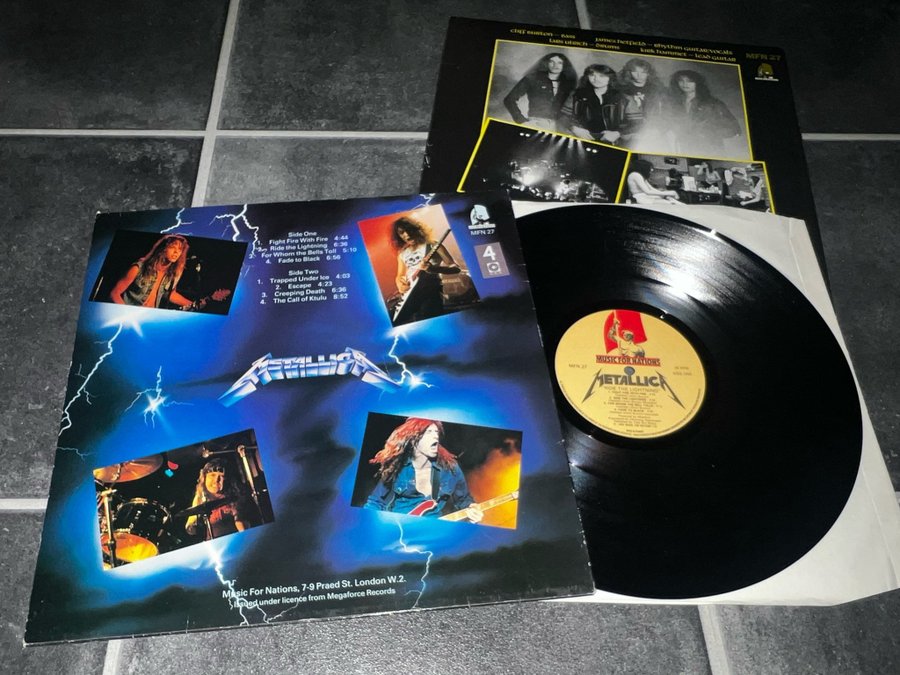 Cliff Burton – Bass James Hetfield – Rhythm Guitar/Vocals
Lars Ulrich – Drums Kirk Hammet – Lead Guitar
MFN 27
Side One
1. Fight Fire With Fire 4:44
2. Ride the Lightning 6:36
3. For Whom the Bells Toll 5:10
4. Fade to Black 6:56
Side Two
1. Trapped Under Ice 4:03
2. Escape 4:23
3. Creeping Death 6:36
4. The Call of Ktulu 8:52
MFN 27
4
METALLICA
Music For Nations, 7-9 Praed St. London W.2.
Issued under licence from Megaforce Records
MUSIC FOR NATIONS
MFN 27
METALLICA
"RIDE THE LIGHTNING"